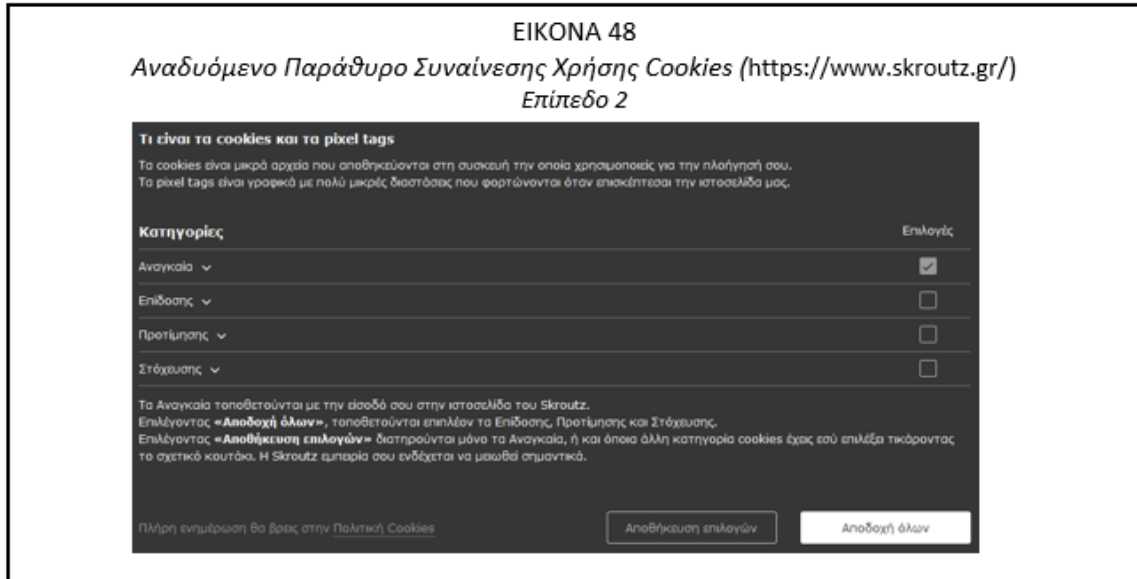 ΕΙΚΟΝΑ 48
Αναδυόμενο Παράθυρο Συναίνεσης Χρήσης Cookies (https://www.skroutz.gr/)
Επίπεδο 2
Τι είναι τα cookies και τα pixel tags
Τα cookies είναι μικρά αρχεία που αποθηκεύονται στη συσκευή την οποία χρησιμοποιείς για την πλοήγησή σου.
Τα pixel tags είναι γραφικά με πολύ μικρές διαστάσεις που φορτώνονται όταν επισκέπτεσαι την ιστοσελίδα μας.
Κατηγορίες
Επιλογές
Αναγκαία
Επίδοσης
Προτίμησης
Στόχευσης
Τα Αναγκαία τοποθετούνται με την είσοδό σου στην ιστοσελίδα του Skroutz.
Επιλέγοντας «Αποδοχή όλων», τοποθετούνται επιπλέον τα Επίδοσης, Προτίμησης και Στόχευσης.
Επιλέγοντας «Αποθήκευση επιλογών» διατηρούνται μόνο τα Αναγκαία, ή και όποια άλλη κατηγορία cookies έχεις εσύ επιλέξει τικάροντας
το σχετικό κουτάκι. Η Skroutz εμπειρία σου ενδέχεται να μειωθεί σημαντικά.
Πλήρη ενημέρωση θα βρεις στην Πολιτική Cookies
Αποθήκευση επιλογών
Αποδοχή όλων